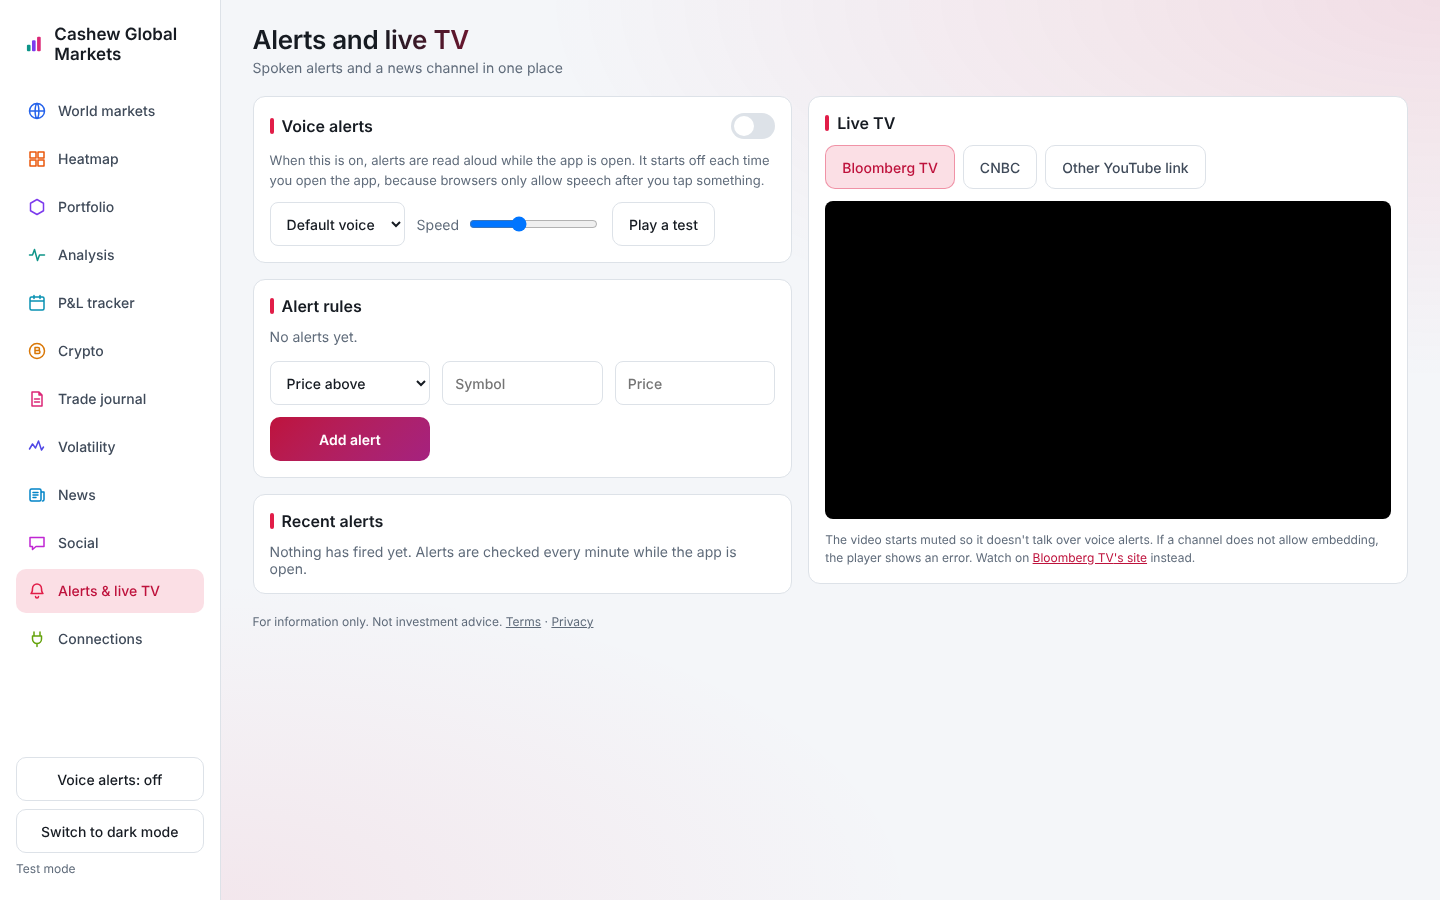 Cashew Global
Markets
World markets
Heatmap
Portfolio
Analysis
P&L tracker
Crypto
Trade journal
Volatility
News
Social
Alerts & live TV
Connections
Voice alerts: off
Switch to dark mode
Test mode
Alerts and live TV
Spoken alerts and a news channel in one place
Voice alerts
When this is on, alerts are read aloud while the app is open. It starts off each time
you open the app, because browsers only allow speech after you tap something.
Default voice
Speed
Play a test
Alert rules
No alerts yet.
Price above
Symbol
Price
Add alert
Recent alerts
Nothing has fired yet. Alerts are checked every minute while the app is
open.
Live TV
Bloomberg TV
CNBC
Other YouTube link
The video starts muted so it doesn't talk over voice alerts. If a channel does not allow embedding,
the player shows an error. Watch on Bloomberg TV's site instead.
For information only. Not investment advice. Terms · Privacy